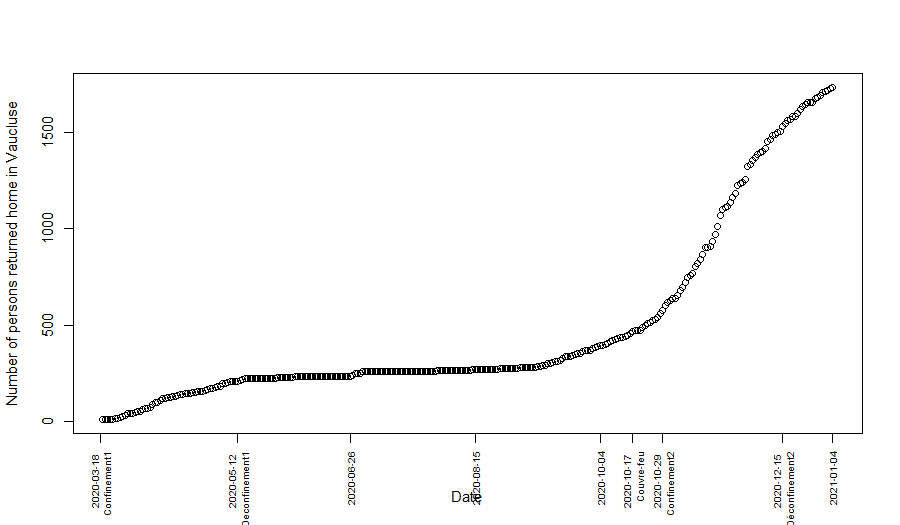 Number of persons returned home in Vaucluse
0
500
1000
1500
2020-03-18
Confinement1
2020-05-12
Déconfinement1
2020-06-26
2020-08-15
2020-10-04
2020-10-17
Couvre-feu
2020-10-29
Confinement2
2020-12-15
Déconfinement2
2021-01-04
Date